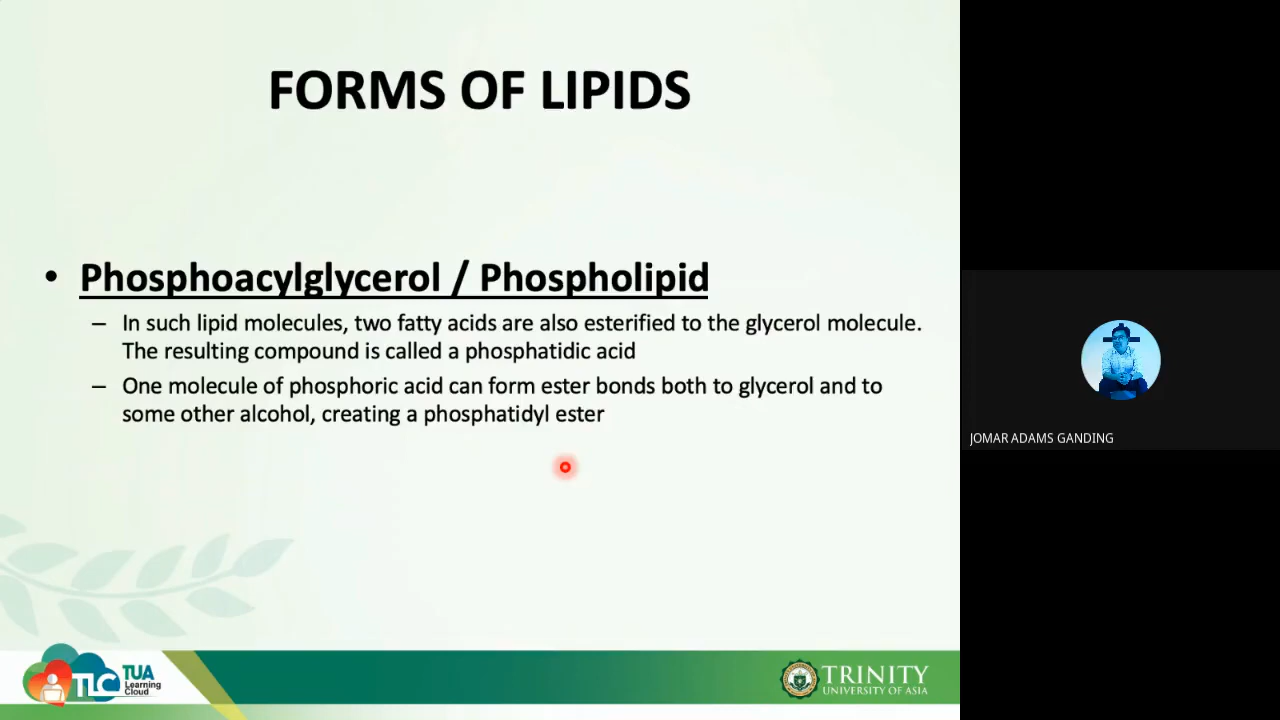 FORMS OF LIPIDS
• Phosphoacylglycerol / Phospholipid
– In such lipid molecules, two fatty acids are also esterified to the glycerol molecule.
The resulting compound is called a phosphatidic acid
– One molecule of phosphoric acid can form ester bonds both to glycerol and to
some other alcohol, creating a phosphatidyl ester
JOMAR ADAMS GANDING
TLC
TUA
Learning
Cloud
TRINITY
UNIVERSITY OF ASIA